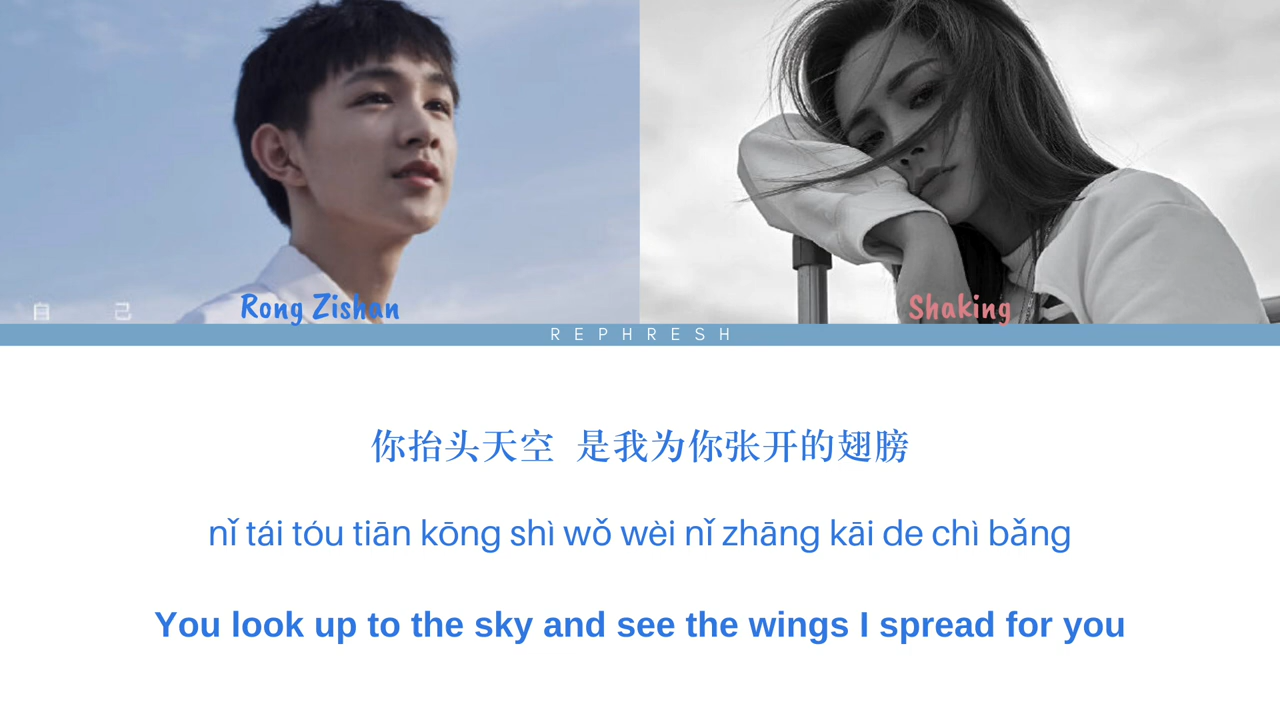 自 己
Rong Zishan
Shaking
REPHRESH
你抬头天空 是我为你张开的翅膀
nǐ tái tóu tiān kōng shì wǒ wèi nǐ zhāng kāi de chì bǎng
You look up to the sky and see the wings I spread for you